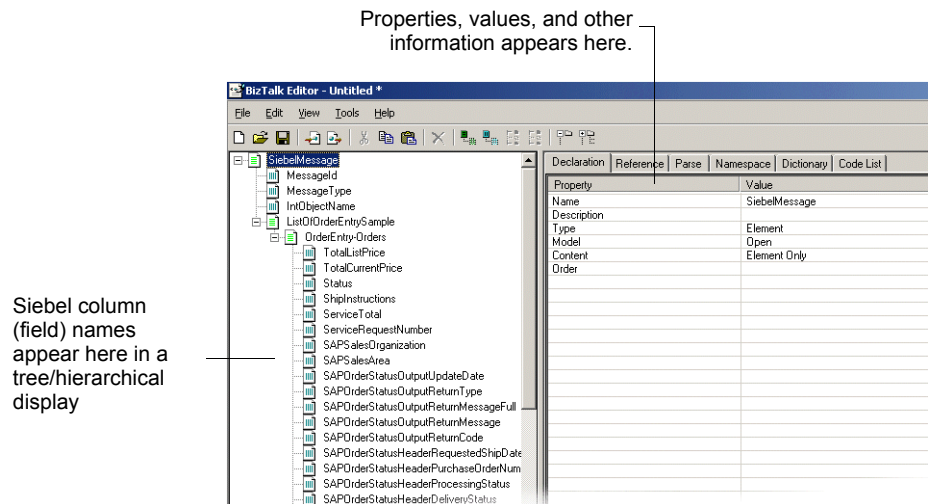 Properties, values, and other
information appears here.
BizTalk Editor - Untitled *
File Edit View Tools Help
SiebelMessage
MessageId
MessageType
IntObjectName
ListOfOrderEntrySample
OrderEntry-Orders
TotalListPrice
TotalCurrentPrice
Status
ShipInstructions
ServiceTotal
ServiceRequestNumber
SAPSalesOrganization
SAPSalesArea
SAPOrderStatusOutputUpdateDate
SAPOrderStatusOutputReturnType
SAPOrderStatusOutputReturnMessageFull
SAPOrderStatusOutputReturnMessage
SAPOrderStatusOutputReturnCode
SAPOrderStatusHeaderRequestedShipDate
SAPOrderStatusHeaderPurchaseOrderNum
SAPOrderStatusHeaderProcessingStatus
SAPOrderStatusHeaderDeliveryStatus
Declaration Reference Parse Namespace Dictionary Code List
Property Value
Name SiebelMessage
Description
Type Element
Model Open
Content Element Only
Order
Siebel column
(field) names
appear here in a
tree/hierarchical
display